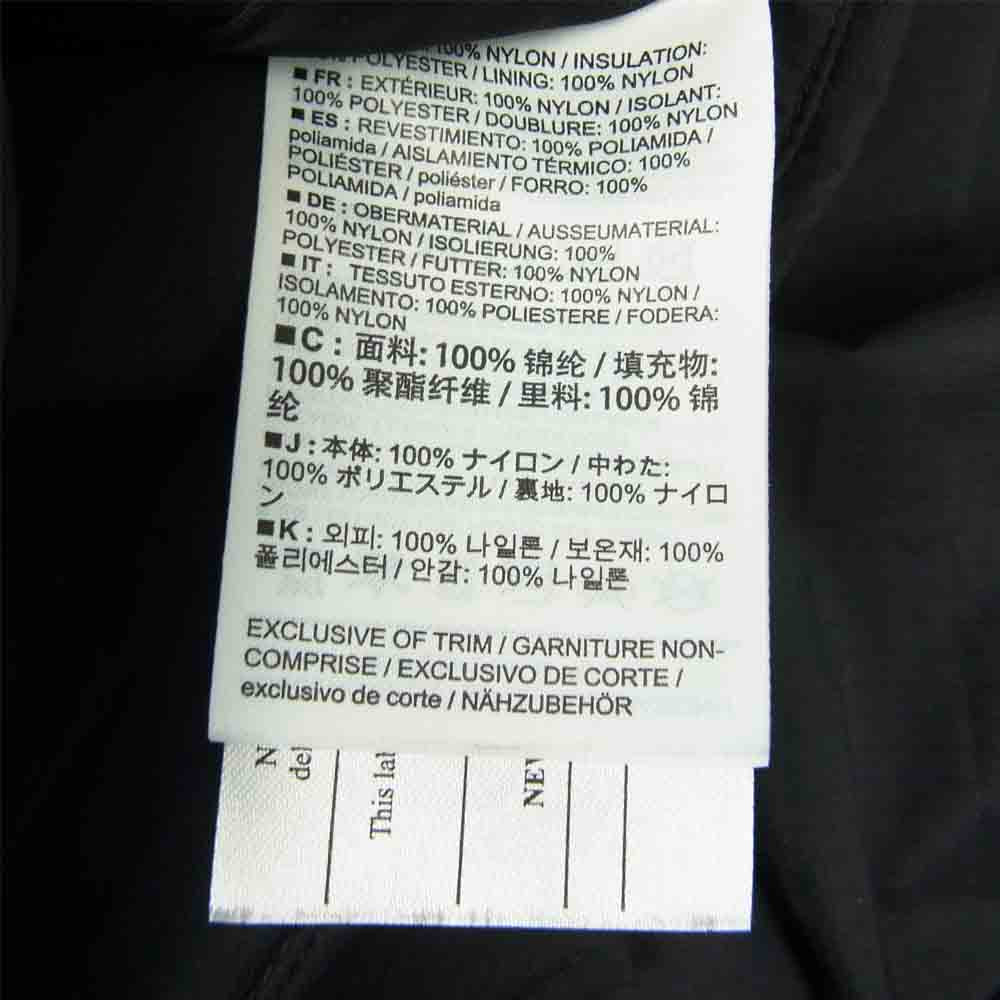 100% NYLON / INSULATION:
POLYESTER / LINING: 100% NYLON
■ FR : EXTÉRIEUR: 100% NYLON / ISOLANT:
100% POLYESTER / DOUBLURE: 100% NYLON
■ ES : REVESTIMIENTO: 100% POLIAMIDA /
poliamida / AISLAMIENTO TÉRMICO: 100%
POLIÉSTER / poliéster / FORRO: 100%
POLIAMIDA / poliamida
■ DE : OBERMATERIAL / AUSSEUMATERIAL:
100% NYLON / ISOLIERUNG: 100%
POLYESTER / FUTTER: 100% NYLON
■ IT : TESSUTO ESTERNO: 100% NYLON /
ISOLAMENTO: 100% POLIESTERE / FODERA:
100% NYLON
■C : 面料: 100% 锦纶 / 填充物:
100% 聚酯纤维 / 里料: 100% 锦
纶
■J : 本体: 100% ナイロン / 中わた:
100% ポリエステル / 裏地: 100% ナイロ
ン
■K : 외피: 100% 나일론 / 보온재: 100%
폴리에스터 / 안감: 100% 나일론
EXCLUSIVE OF TRIM / GARNITURE NON-
COMPRISE / EXCLUSIVO DE CORTE /
exclusivo de corte / NÄHZUBEHÖR
N
del
This
NEW